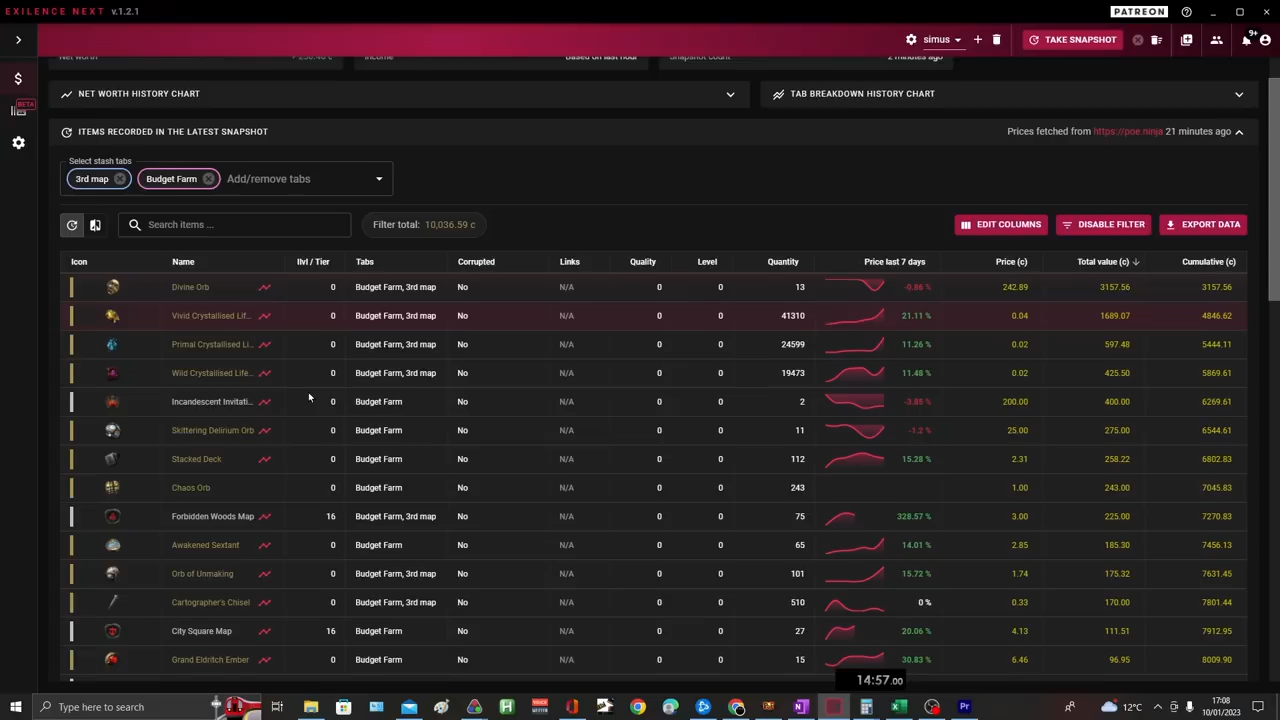 EXILENCE NEXT v.1.2.1 PATREON
simus TAKE SNAPSHOT 9+
Net worth Income Based on last hour Snapshot count 2 minutes ago
NET WORTH HISTORY CHART TAB BREAKDOWN HISTORY CHART
BETA
ITEMS RECORDED IN THE LATEST SNAPSHOT Prices fetched from https://poe.ninja 21 minutes ago
Select stash tabs
3rd map Budget Farm Add/remove tabs
Search items ... Filter total: 10,036.59 c EDIT COLUMNS DISABLE FILTER EXPORT DATA
Icon Name Ilvl / Tier Tabs Corrupted Links Quality Level Quantity Price last 7 days Price (c) Total value (c) Cumulative (c)
Divine Orb 0 Budget Farm, 3rd map No N/A 0 0 13 -0.86 % 242.89 3157.56 3157.56
Vivid Crystallised Lif... 0 Budget Farm, 3rd map No N/A 0 0 41310 21.11 % 0.04 1689.07 4846.62
Primal Crystallised Li... 0 Budget Farm, 3rd map No N/A 0 0 24599 11.26 % 0.02 597.48 5444.11
Wild Crystallised Life... 0 Budget Farm, 3rd map No N/A 0 0 19473 11.48 % 0.02 425.50 5869.61
Incandescent Invitati... 0 Budget Farm No N/A 0 0 2 -3.85 % 200.00 400.00 6269.61
Skittering Delirium Orb 0 Budget Farm No N/A 0 0 11 -1.2 % 25.00 275.00 6544.61
Stacked Deck 0 Budget Farm No N/A 0 0 112 15.28 % 2.31 258.22 6802.83
Chaos Orb 0 Budget Farm No N/A 0 0 243 1.00 243.00 7045.83
Forbidden Woods Map 16 Budget Farm, 3rd map No N/A 0 0 75 328.57 % 3.00 225.00 7270.83
Awakened Sextant 0 Budget Farm No N/A 0 0 65 14.01 % 2.85 185.30 7456.13
Orb of Unmaking 0 Budget Farm, 3rd map No N/A 0 0 101 15.72 % 1.74 175.32 7631.45
Cartographer's Chisel 0 Budget Farm, 3rd map No N/A 0 0 510 0 % 0.33 170.00 7801.44
City Square Map 16 Budget Farm No N/A 0 0 27 20.06 % 4.13 111.51 7912.95
Grand Eldritch Ember 0 Budget Farm No N/A 0 0 15 30.83 % 6.46 96.95 8009.90
14:57.00
Type here to search 12°C 17:08
10/01/2023